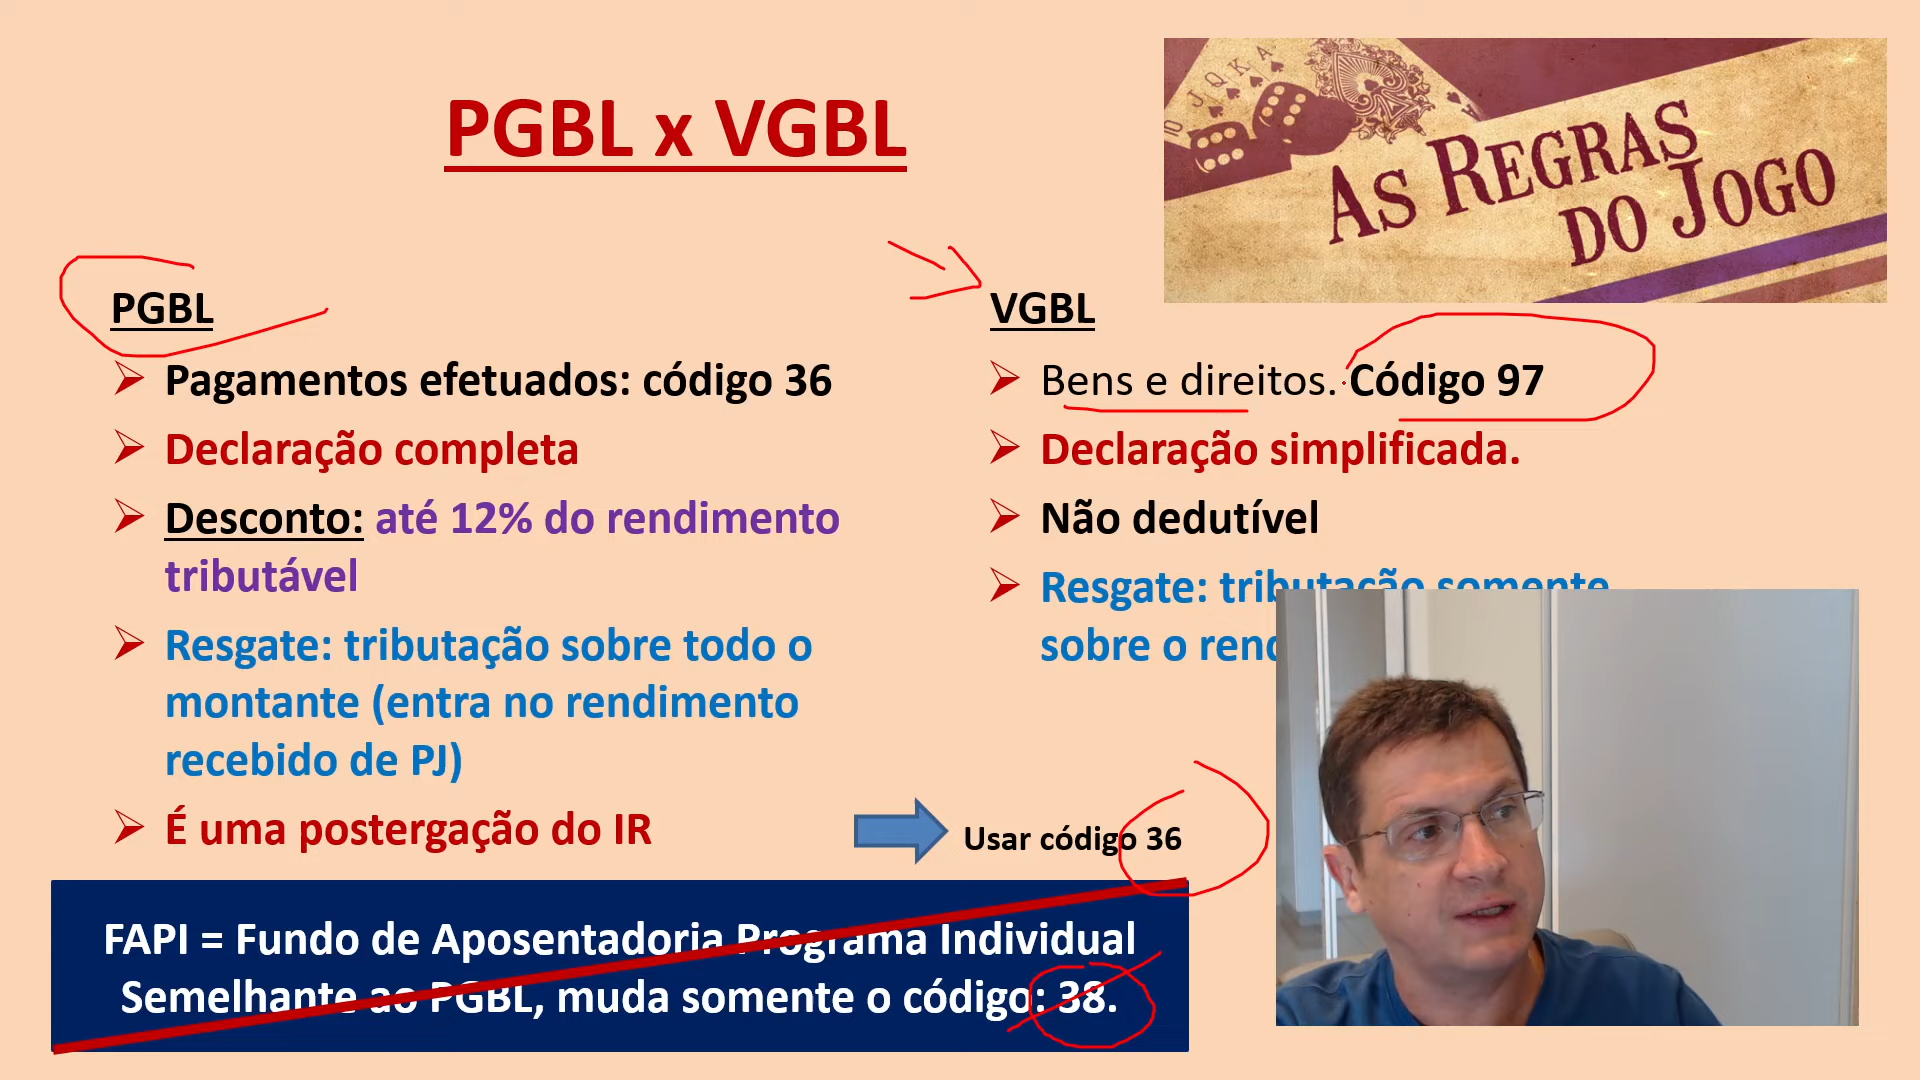 PGBL x VGBL
AS REGRAS
DO JOGO
PGBL
Pagamentos efetuados: código 36
Declaração completa
Desconto: até 12% do rendimento
tributável
Resgate: tributação sobre todo o
montante (entra no rendimento
recebido de PJ)
É uma postergação do IR
VGBL
Bens e direitos. Código 97
Declaração simplificada.
Não dedutível
Resgate: tributação somente
sobre o
Usar código 36
FAPI = Fundo de Aposentadoria Programa Individual
Semelhante ao PGBL, muda somente o código: 38.